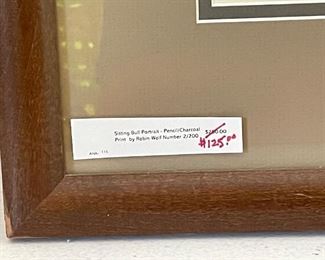 Sitting Bull Portrait - Pencil/Charcoal $250.00
Print by Robin Wolf Number 2/200 $125.00